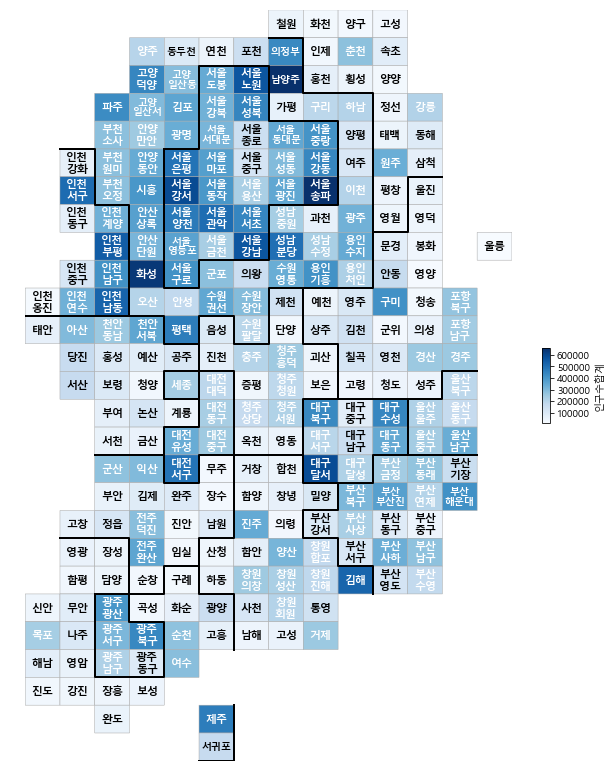 철원 화천 양구 고성
양주 동두천 연천 포천 의정부 인제 춘천 속초
고양 덕양 고양 일산동 서울 도봉 서울 노원 남양주 홍천 횡성 양양
파주 고양 일산서 김포 서울 강북 서울 성북 가평 구리 하남 정선 강릉
부천 소사 안양 만안 광명 서울 서대문 서울 종로 서울 동대문 서울 중랑 양평 태백 동해
인천 강화 부천 원미 안양 동안 서울 은평 서울 마포 서울 중구 서울 성동 서울 강동 여주 원주 삼척
인천 서구 부천 오정 시흥 서울 강서 서울 동작 서울 용산 서울 광진 서울 송파 이천 평창 울진
인천 동구 인천 계양 안산 상록 서울 양천 서울 관악 서울 서초 성남 중원 과천 광주 영월 영덕
인천 부평 안산 단원 서울 영등포 서울 금천 서울 강남 성남 분당 성남 수정 용인 수지 문경 봉화 울릉
인천 중구 인천 남구 화성 서울 구로 군포 의왕 수원 영통 용인 기흥 용인 처인 안동 영양
인천 옹진 인천 연수 인천 남동 오산 안성 수원 권선 수원 장안 제천 예천 영주 구미 청송 포항 북구
태안 아산 천안 동남 천안 서북 평택 음성 수원 팔달 단양 상주 김천 군위 의성 포항 남구
당진 홍성 예산 공주 진천 충주 청주 흥덕 괴산 칠곡 영천 경산 경주
서산 보령 청양 세종 대전 대덕 증평 청주 청원 보은 고령 청도 성주 울산 북구
부여 논산 계룡 대전 동구 청주 상당 청주 서원 대구 북구 대구 중구 대구 수성 울산 울주 울산 동구
서천 금산 대전 유성 대전 중구 옥천 영동 대구 서구 대구 남구 대구 동구 울산 중구 울산 남구
군산 익산 대전 서구 무주 거창 합천 대구 달서 대구 달성 부산 금정 부산 동래 부산 기장
부안 김제 완주 장수 함양 창녕 밀양 부산 북구 부산 부산진 부산 연제 부산 해운대
고창 정읍 전주 덕진 진안 남원 진주 의령 부산 강서 부산 사상 부산 동구 부산 중구
영광 장성 전주 완산 임실 산청 함안 양산 창원 합포 부산 서구 부산 사하 부산 남구
함평 담양 순창 구례 하동 창원 의창 창원 성산 창원 진해 김해 부산 영도 부산 수영
신안 무안 광주 광산 곡성 화순 광양 사천 창원 회원 통영
목포 나주 광주 서구 광주 북구 순천 고흥 남해 고성 거제
해남 영암 광주 남구 광주 동구 여수
진도 강진 장흥 보성
완도 제주
서귀포
600000
500000
400000
300000
200000
100000
인구수합계